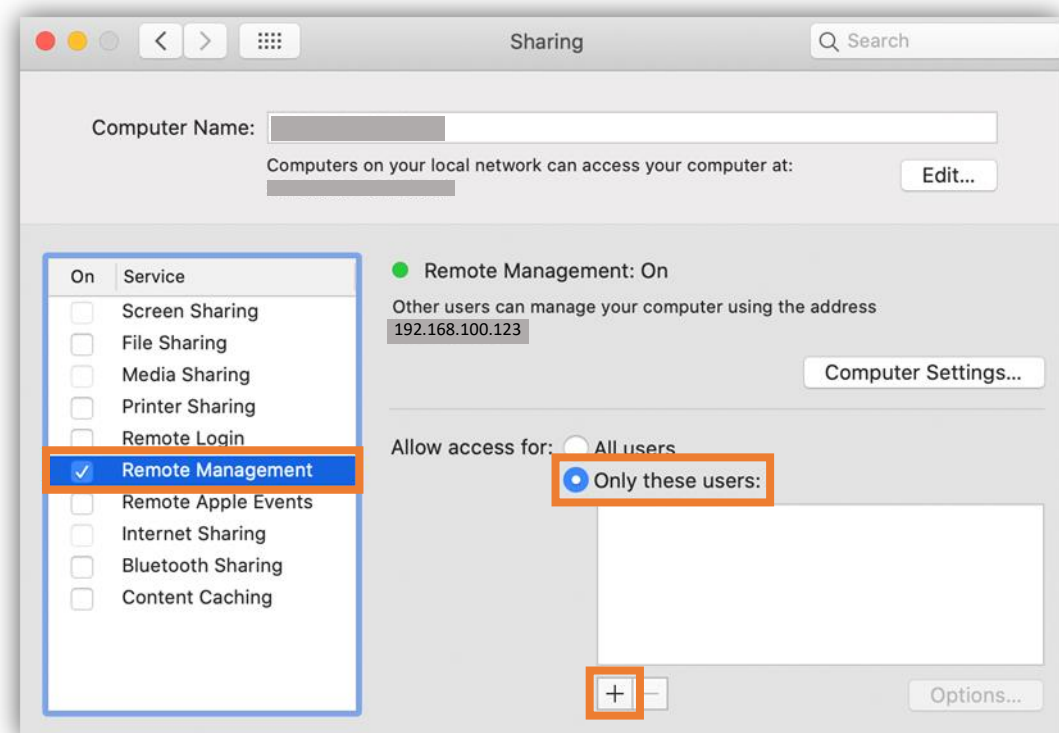 Sharing
Search
Computer Name:
Computers on your local network can access your computer at:
Edit...
On Service
Screen Sharing
File Sharing
Media Sharing
Printer Sharing
Remote Login
Remote Management
Remote Apple Events
Internet Sharing
Bluetooth Sharing
Content Caching
Remote Management: On
Other users can manage your computer using the address
192.168.100.123
Computer Settings...
Allow access for: All users
Only these users:
+ −
Options...